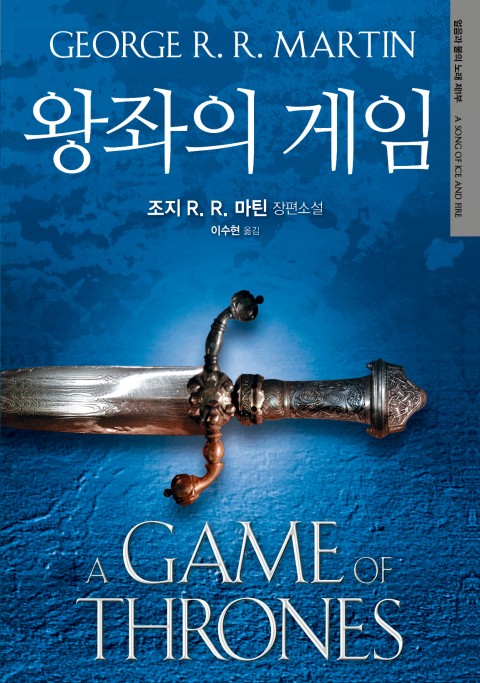 GEORGE R. R. MARTIN
왕좌의 게임
얼음과 불의 노래 제1부 A SONG OF ICE AND FIRE
조지 R. R. 마틴 장편소설
이수현 옮김
A GAME OF
THRONES